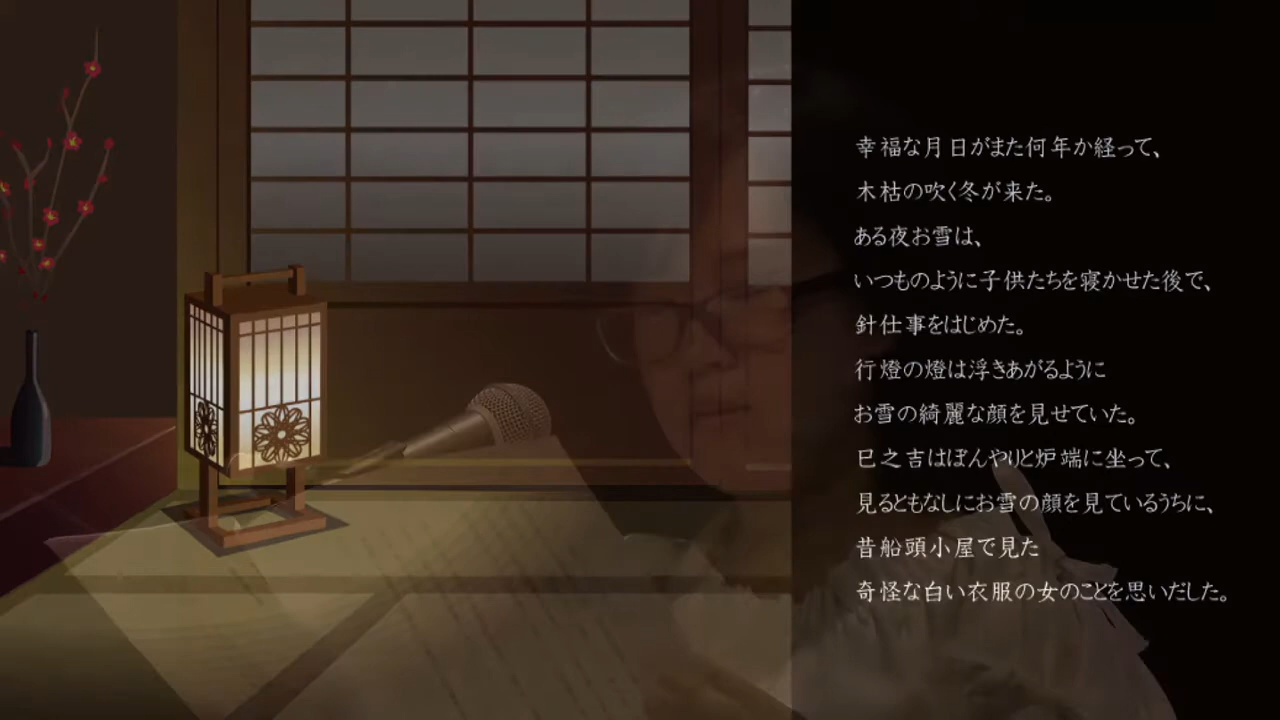 幸福な月日がまた何年か経って、
木枯の吹く冬が来た。
ある夜お雪は、
いつものように子供たちを寝かせた後で、
針仕事をはじめた。
行燈の燈は浮きあがるように
お雪の綺麗な顔を見せていた。
巳之吉はぼんやりと炉端に坐って、
見るともなしにお雪の顔を見ているうちに、
昔船頭小屋で見た
奇怪な白い衣服の女のことを思いだした。